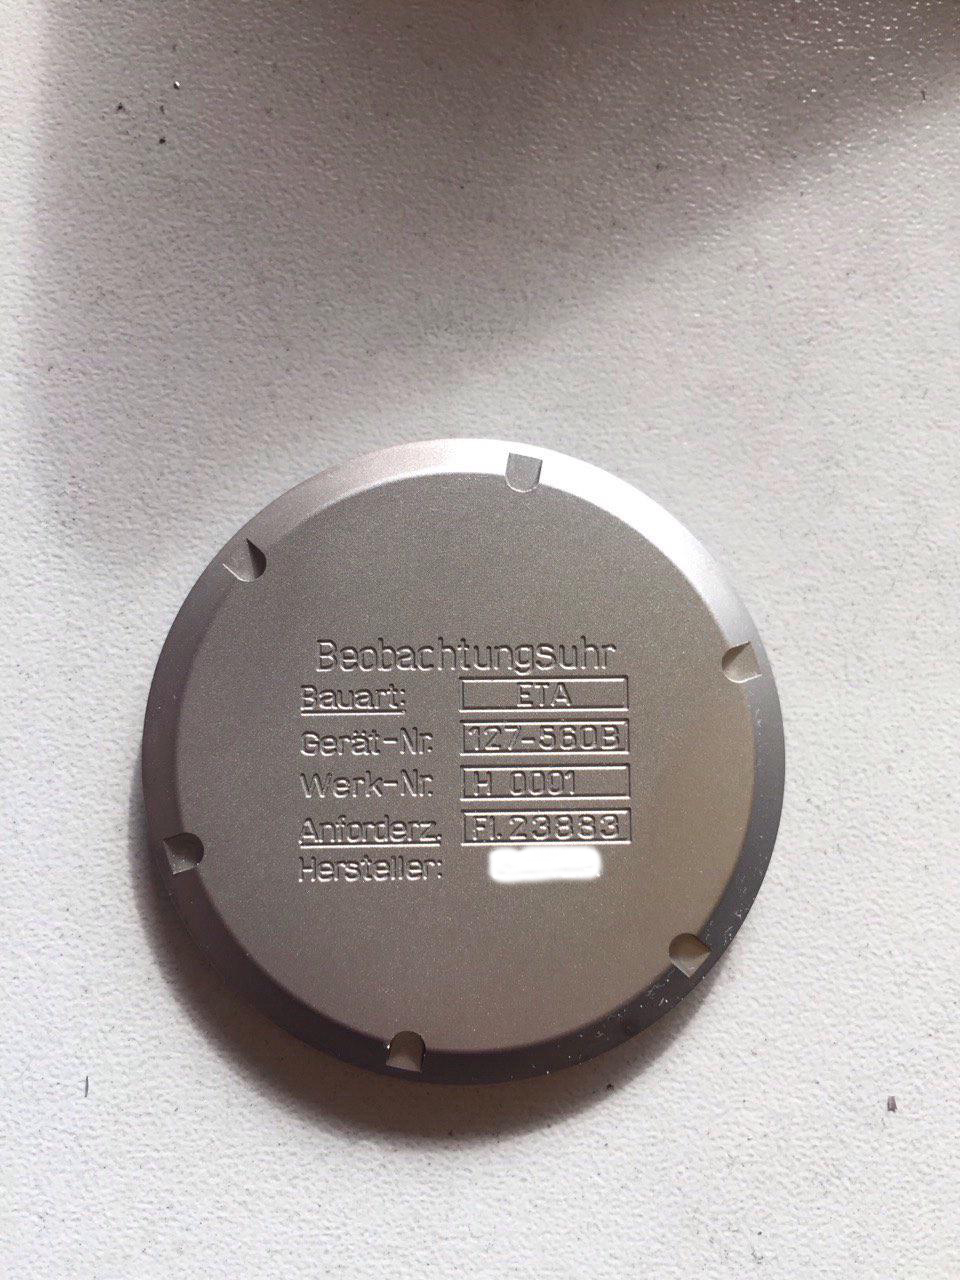 Beobachtungsuhr
Bauart: ETA
Gerät-Nr. 127-560B
Werk-Nr. H 0001
Anforderz. Fl. 23883
Hersteller: